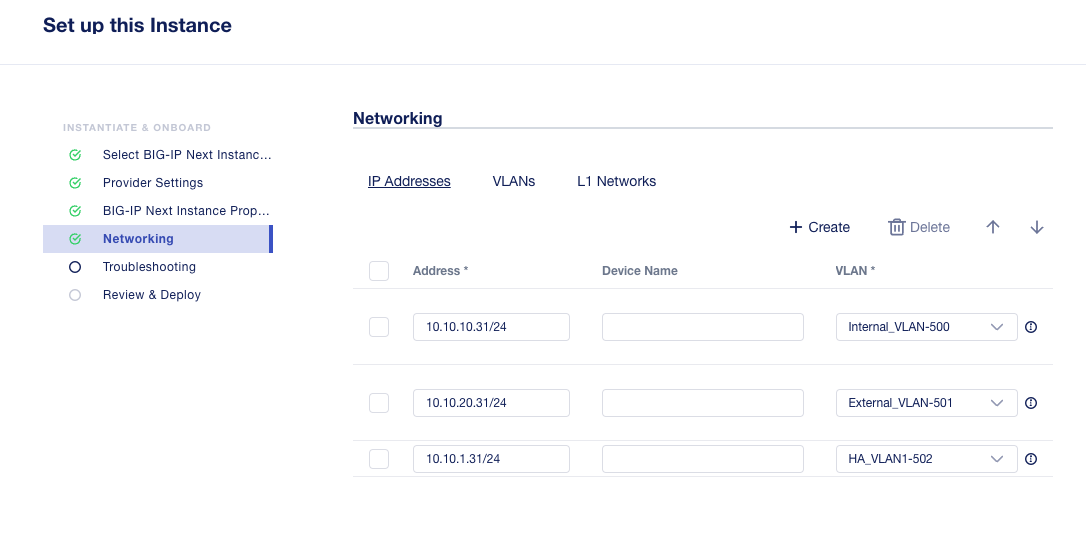 Set up this Instance
INSTANTIATE & ONBOARD
Select BIG-IP Next Instanc...
Provider Settings
BIG-IP Next Instance Prop...
Networking
Troubleshooting
Review & Deploy
Networking
IP Addresses VLANs L1 Networks
Create Delete
Address * Device Name VLAN *
10.10.10.31/24 Internal_VLAN-500
10.10.20.31/24 External_VLAN-501
10.10.1.31/24 HA_VLAN1-502